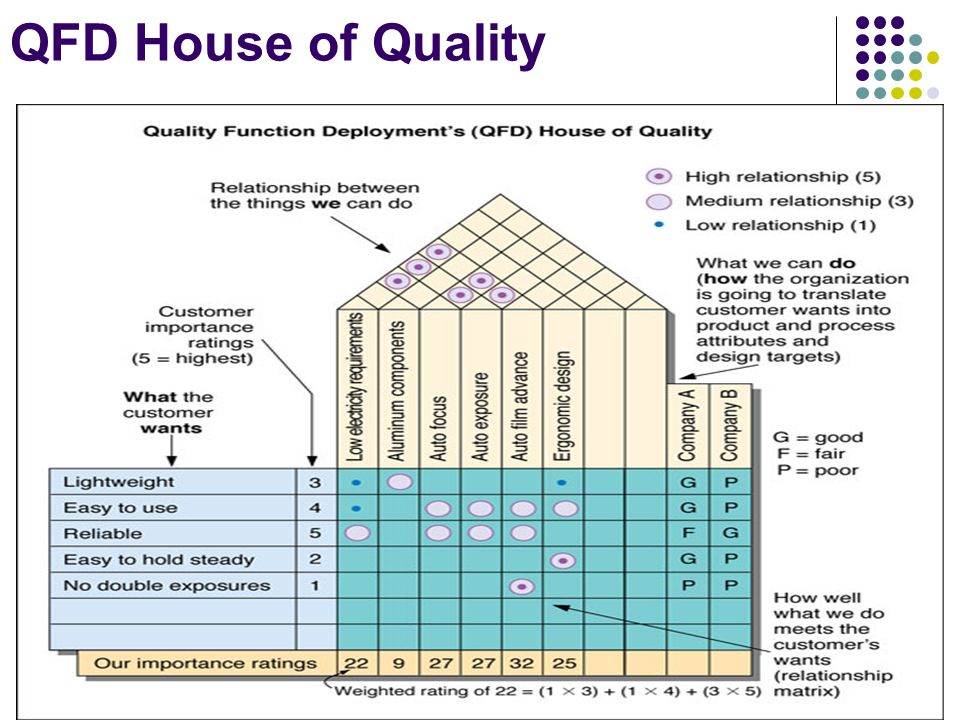 QFD House of Quality
Quality Function Deployment's (QFD) House of Quality
Relationship between
the things we can do
High relationship (5)
Medium relationship (3)
Low relationship (1)
What we can do
(how the organization
is going to translate
customer wants into
product and process
attributes and
design targets)
Customer
importance
ratings
(5 = highest)
What the
customer
wants
Low electricity requirements
Aluminum components
Auto focus
Auto exposure
Auto film advance
Ergonomic design
Company A
Company B
G = good
F = fair
P = poor
Lightweight 3 G P
Easy to use 4 G P
Reliable 5 F G
Easy to hold steady 2 G P
No double exposures 1 P P
How well
what we do
meets the
customer's
wants
(relationship
matrix)
Our importance ratings 22 9 27 27 32 25
Weighted rating of 22 = (1 × 3) + (1 × 4) + (3 × 5)